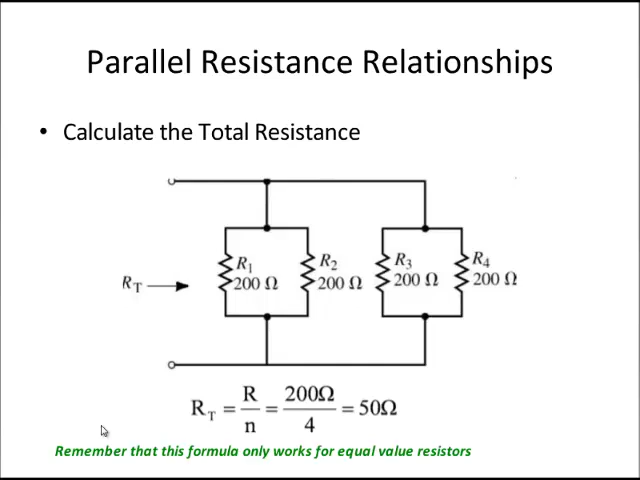 Parallel Resistance Relationships
• Calculate the Total Resistance
R1
200 Ω
R2
200 Ω
R3
200 Ω
R4
200 Ω
RT
RT = R/n = 200Ω/4 = 50Ω
Remember that this formula only works for equal value resistors